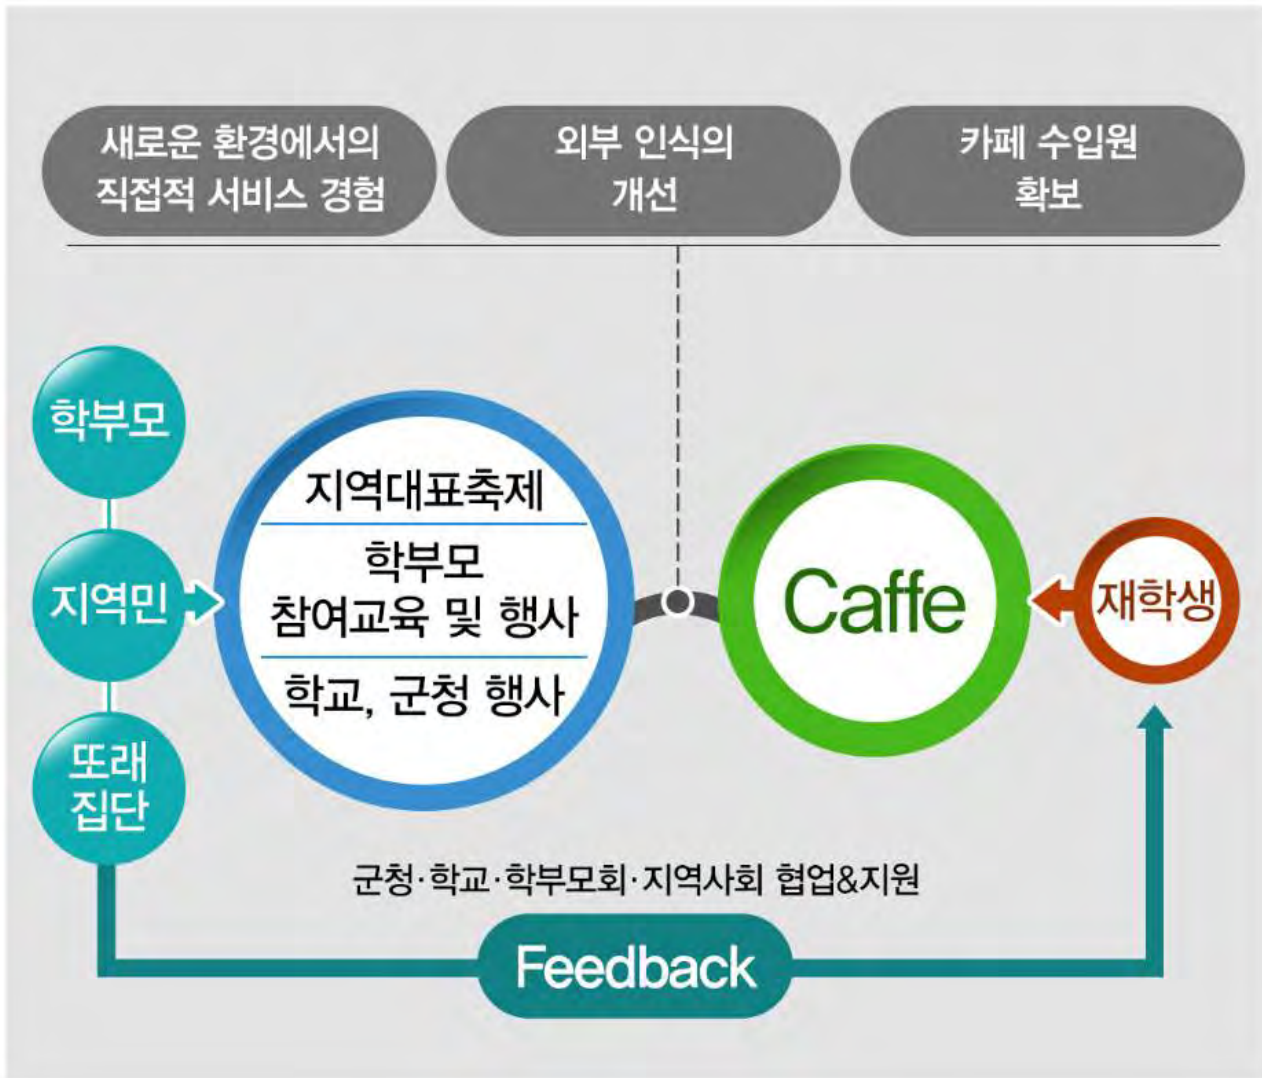 새로운 환경에서의
직접적 서비스 경험
외부 인식의
개선
카페 수입원
확보
학부모
지역민
또래
집단
지역대표축제
학부모
참여교육 및 행사
학교, 군청 행사
Caffe
재학생
군청·학교·학부모회·지역사회 협업&지원
Feedback